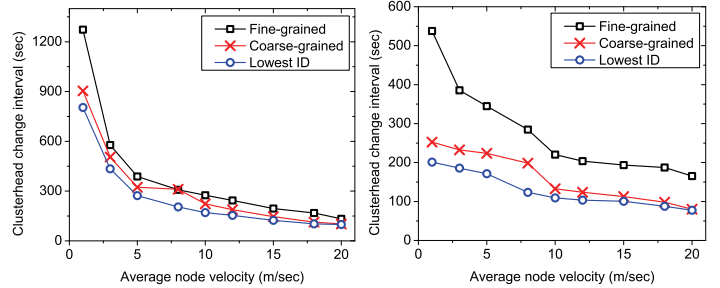 Clusterhead change interval (sec)
1200
900
600
300
0
0
5
10
15
20
Average node velocity (m/sec)
Fine-grained
Coarse-grained
Lowest ID
Clusterhead change interval (sec)
600
500
400
300
200
100
0
0
5
10
15
20
Average node velocity (m/sec)
Fine-grained
Coarse-grained
Lowest ID